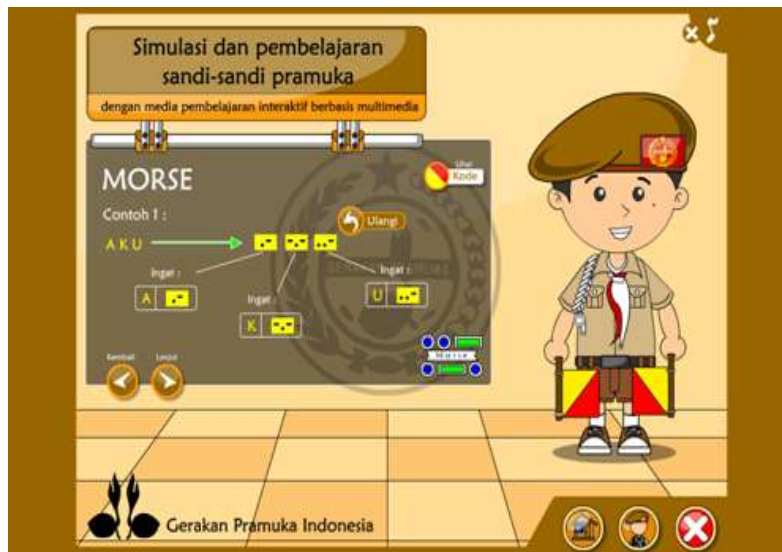 Simulasi dan pembelajaran
sandi-sandi pramuka
dengan media pembelajaran interaktif berbasis multimedia
MORSE
Lihat
Kode
Contoh 1 :
Ulangi
A K U .- -.- ..-
Ingat :
Ingat :
Ingat :
A .-
K -.-
U ..-
Morse
Kembali Lanjut
Gerakan Pramuka Indonesia